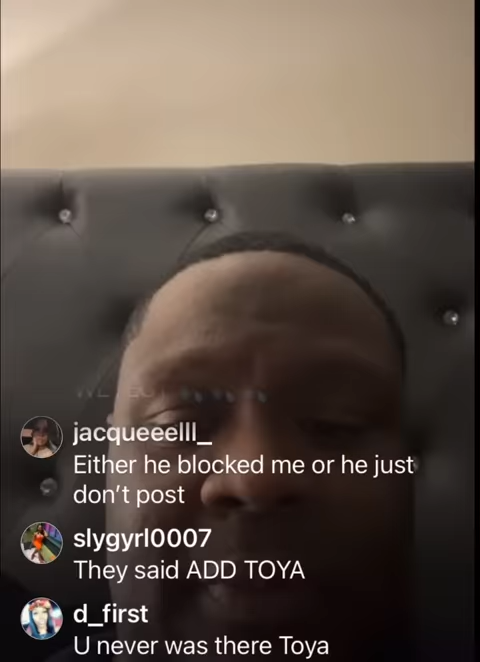 jacqueeelll_
Either he blocked me or he just
don't post
slygyrl0007
They said ADD TOYA
d_first
U never was there Toya